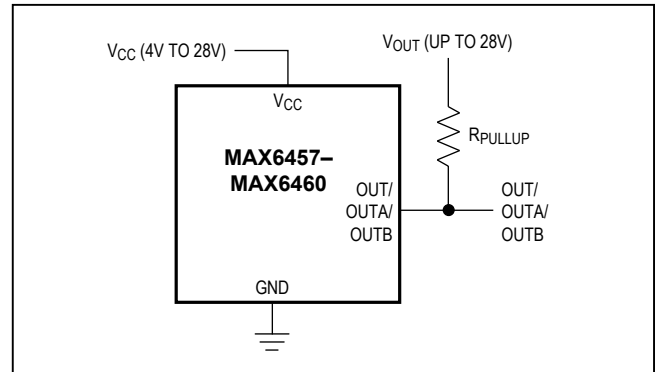 VCC (4V TO 28V)
VOUT (UP TO 28V)
VCC
RPULLUP
MAX6457–
MAX6460
OUT/
OUTA/
OUTB
OUT/
OUTA/
OUTB
GND